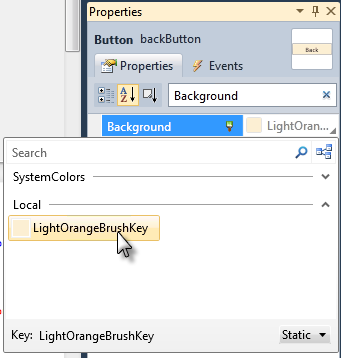 Properties
Button backButton
Back
Properties Events
Background
Background LightOran...
Search
SystemColors
Local
LightOrangeBrushKey
Key: LightOrangeBrushKey Static